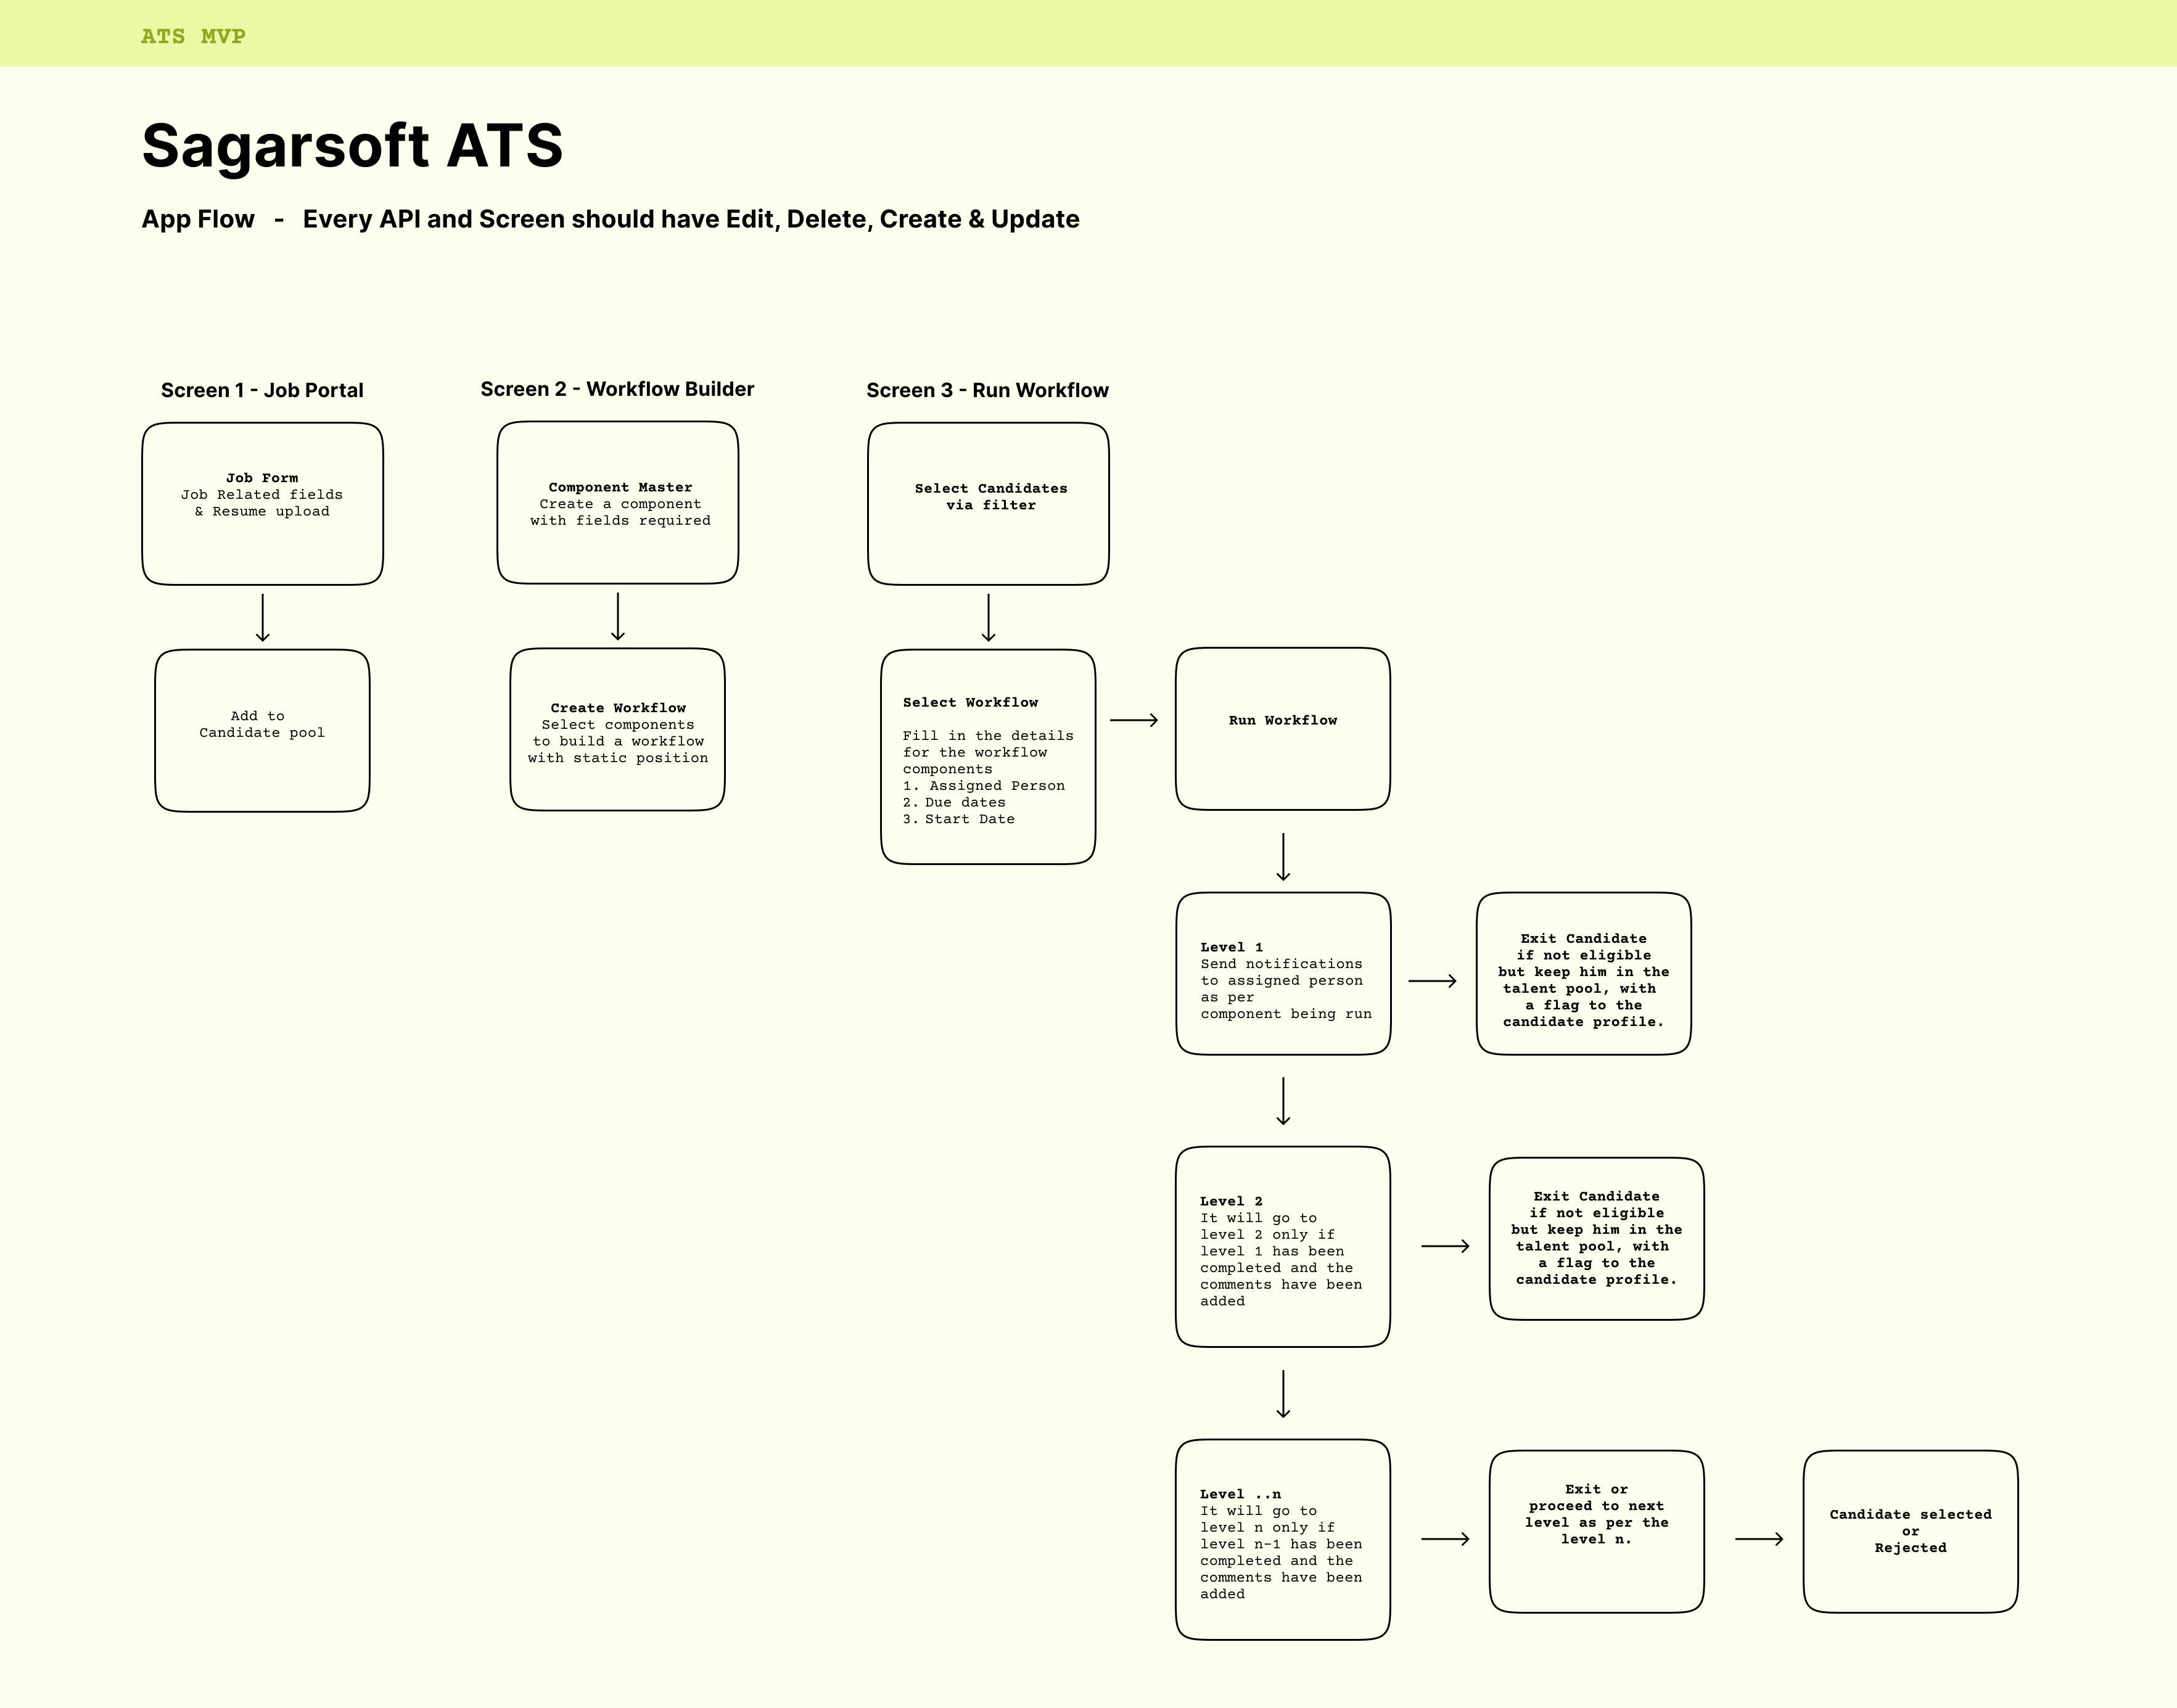 ATS MVP
Sagarsoft ATS
App Flow - Every API and Screen should have Edit, Delete, Create & Update
Screen 1 - Job Portal
Job Form
Job Related fields
& Resume upload
Add to
Candidate pool
Screen 2 - Workflow Builder
Component Master
Create a component
with fields required
Create Workflow
Select components
to build a workflow
with static position
Screen 3 - Run Workflow
Select Candidates
via filter
Select Workflow
Fill in the details
for the workflow
components
1. Assigned Person
2. Due dates
3. Start Date
Run Workflow
Level 1
Send notifications
to assigned person
as per
component being run
Exit Candidate
if not eligible
but keep him in the
talent pool, with
a flag to the
candidate profile.
Level 2
It will go to
level 2 only if
level 1 has been
completed and the
comments have been
added
Exit Candidate
if not eligible
but keep him in the
talent pool, with
a flag to the
candidate profile.
Level ..n
It will go to
level n only if
level n-1 has been
completed and the
comments have been
added
Exit or
proceed to next
level as per the
level n.
Candidate selected
or
Rejected